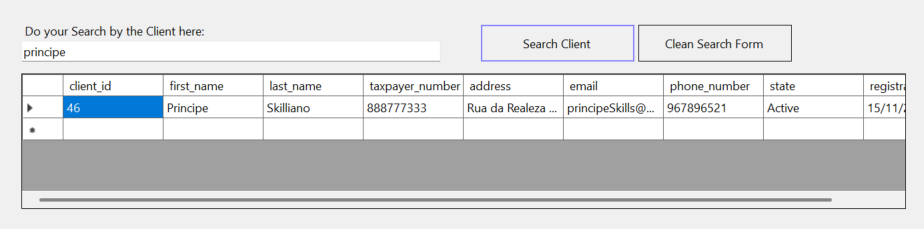 Do your Search by the Client here:
principe
Search Client
Clean Search Form
client_id first_name last_name taxpayer_number address email phone_number state registra
46 Principe Skilliano 888777333 Rua da Realeza ... principeSkills@... 967896521 Active 15/11/2